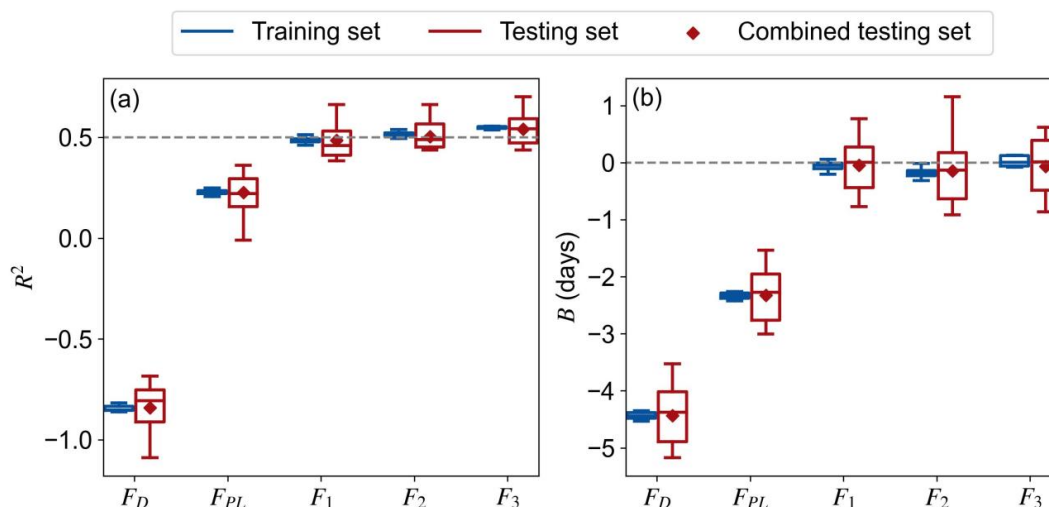 Training set Testing set Combined testing set
(a)
0.5
0.0
−0.5
−1.0
R²
F_D F_PL F_1 F_2 F_3
(b)
1
0
−1
−2
−3
−4
−5
B (days)
F_D F_PL F_1 F_2 F_3